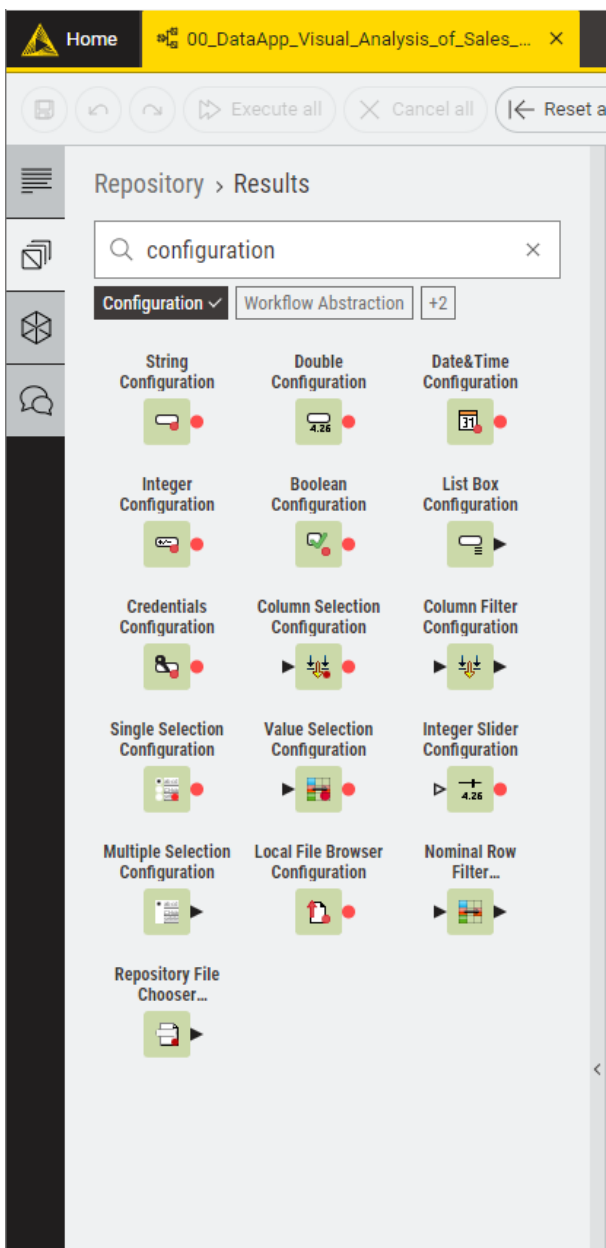 Home
00_DataApp_Visual_Analysis_of_Sales_...
Execute all
Cancel all
Reset a
Repository › Results
configuration
Configuration
Workflow Abstraction
+2
String
Configuration
Double
Configuration
4.26
Date&Time
Configuration
31
Integer
Configuration
Boolean
Configuration
List Box
Configuration
Credentials
Configuration
Column Selection
Configuration
Column Filter
Configuration
Single Selection
Configuration
Value Selection
Configuration
Integer Slider
Configuration
4.26
Multiple Selection
Configuration
Local File Browser
Configuration
Nominal Row
Filter...
Repository File
Chooser...